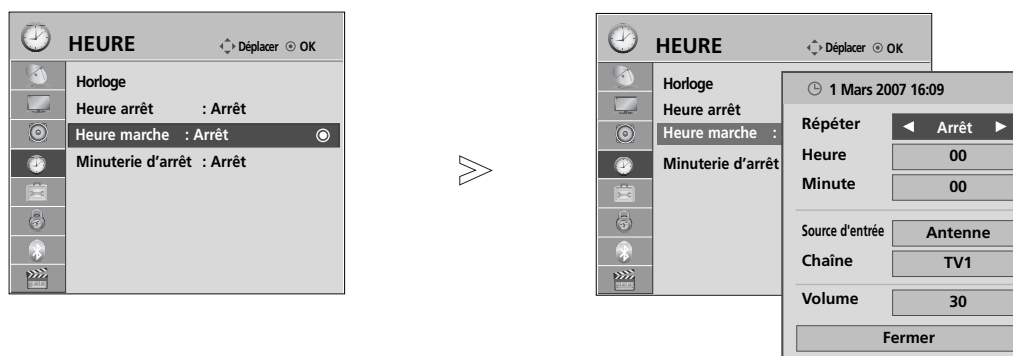 HEURE Déplacer OK
Horloge
Heure arrêt : Arrêt
Heure marche : Arrêt
Minuterie d'arrêt : Arrêt
HEURE Déplacer OK
Horloge
Heure arrêt
Heure marche :
Minuterie d'arrêt
1 Mars 2007 16:09
Répéter ◄ Arrêt ►
Heure 00
Minute 00
Source d'entrée Antenne
Chaîne TV1
Volume 30
Fermer